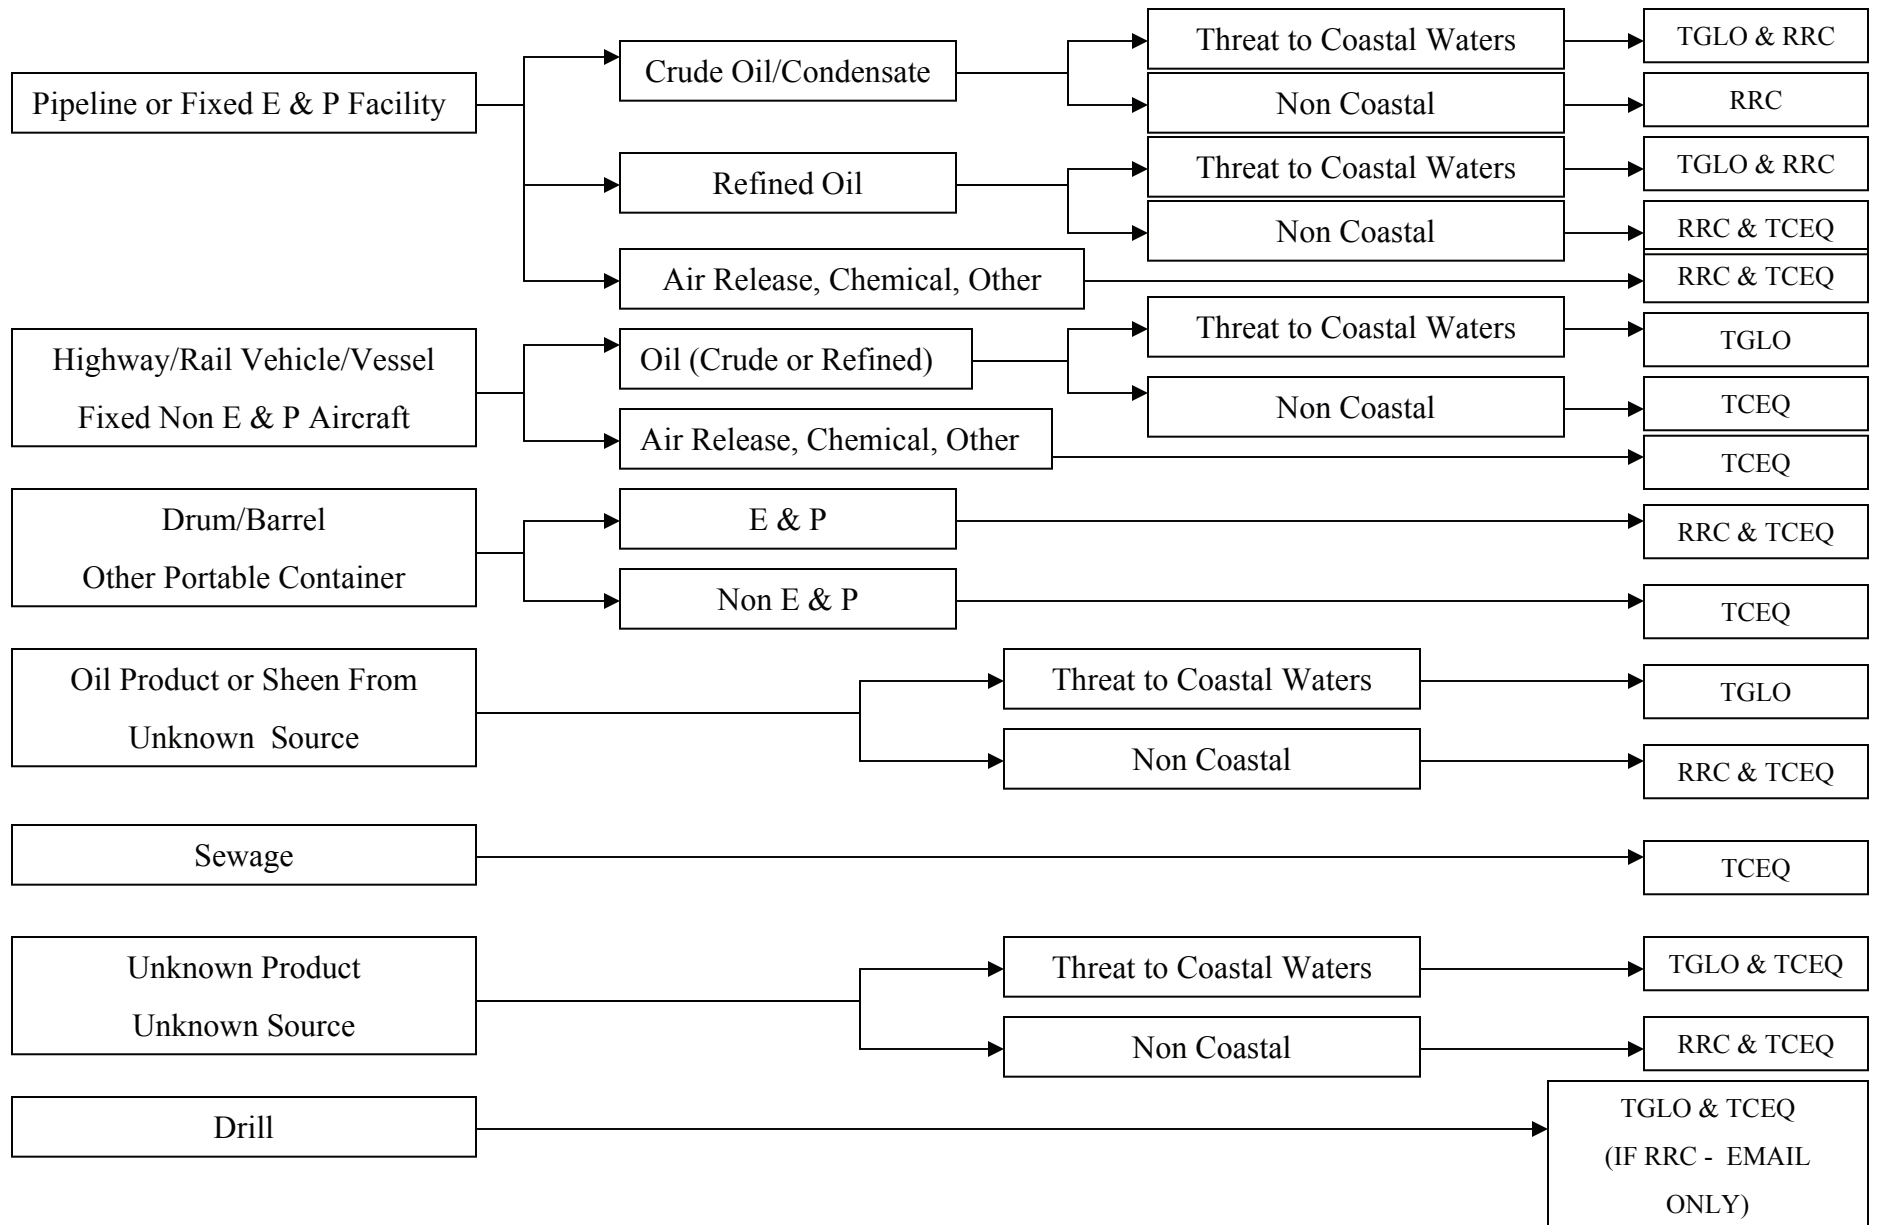 Threat to Coastal Waters
TGLO & RRC
Crude Oil/Condensate
Pipeline or Fixed E & P Facility
Non Coastal
RRC
Threat to Coastal Waters
TGLO & RRC
Refined Oil
Non Coastal
RRC & TCEQ
Air Release, Chemical, Other
RRC & TCEQ
Highway/Rail Vehicle/Vessel
Fixed Non E & P Aircraft
Oil (Crude or Refined)
Threat to Coastal Waters
TGLO
Non Coastal
TCEQ
Air Release, Chemical, Other
TCEQ
Drum/Barrel
Other Portable Container
E & P
RRC & TCEQ
Non E & P
TCEQ
Oil Product or Sheen From
Unknown Source
Threat to Coastal Waters
TGLO
Non Coastal
RRC & TCEQ
Sewage
TCEQ
Unknown Product
Unknown Source
Threat to Coastal Waters
TGLO & TCEQ
Non Coastal
RRC & TCEQ
Drill
TGLO & TCEQ
(IF RRC - EMAIL
ONLY)